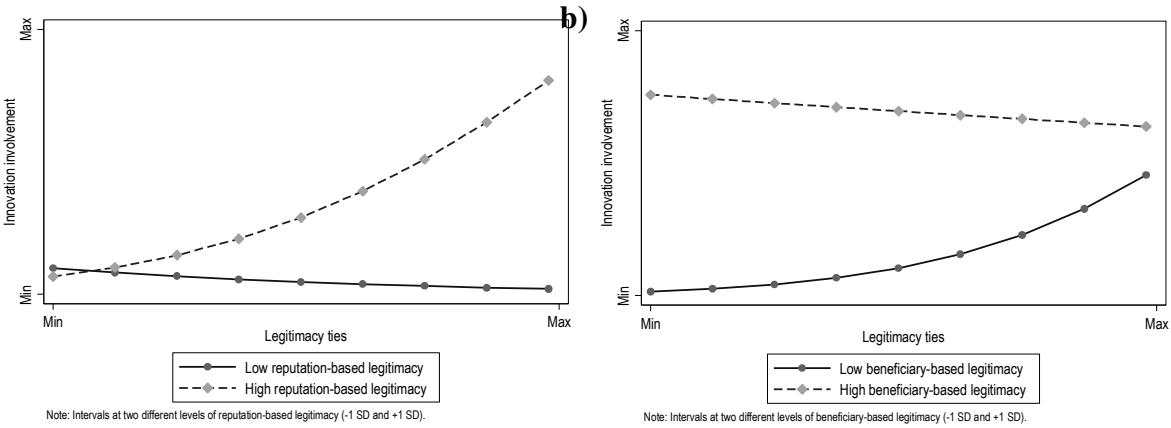 Max
Innovation involvement
Min
Min
Max
Legitimacy ties
Low reputation-based legitimacy
High reputation-based legitimacy
Note: Intervals at two different levels of reputation-based legitimacy (-1 SD and +1 SD).
b)
Max
Innovation involvement
Min
Min
Max
Legitimacy ties
Low beneficiary-based legitimacy
High beneficiary-based legitimacy
Note: Intervals at two different levels of beneficiary-based legitimacy (-1 SD and +1 SD).